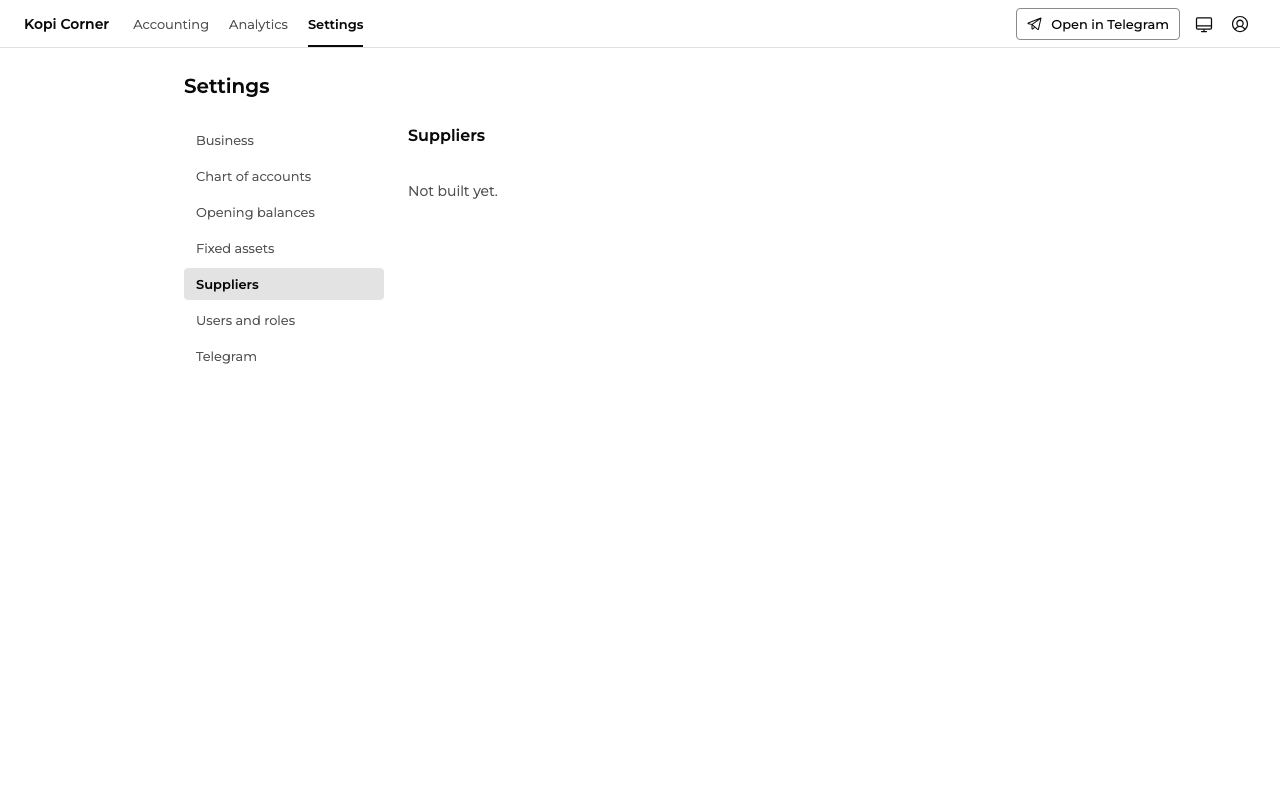 Kopi Corner
Accounting
Analytics
Settings
Open in Telegram
Settings
Business
Chart of accounts
Opening balances
Fixed assets
Suppliers
Users and roles
Telegram
Suppliers
Not built yet.